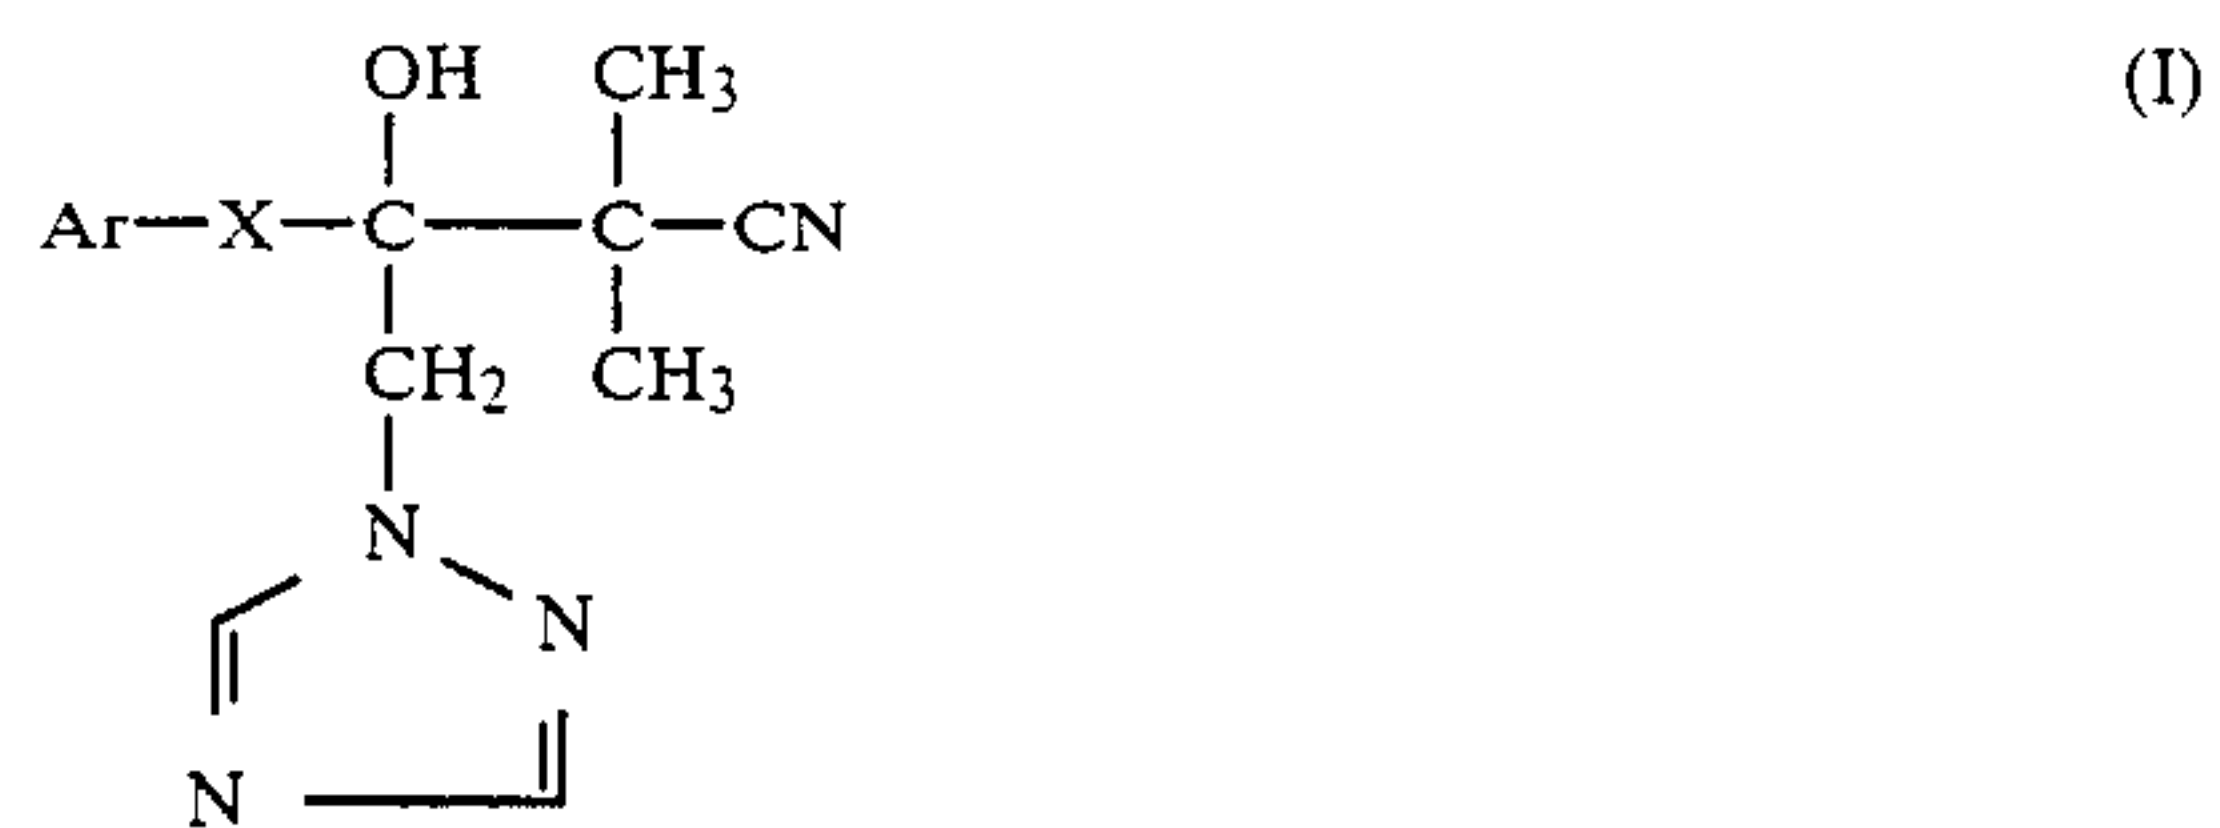 OH CH₃ (I)
Ar—X—C—C—CN
CH₂ CH₃
N
N
N